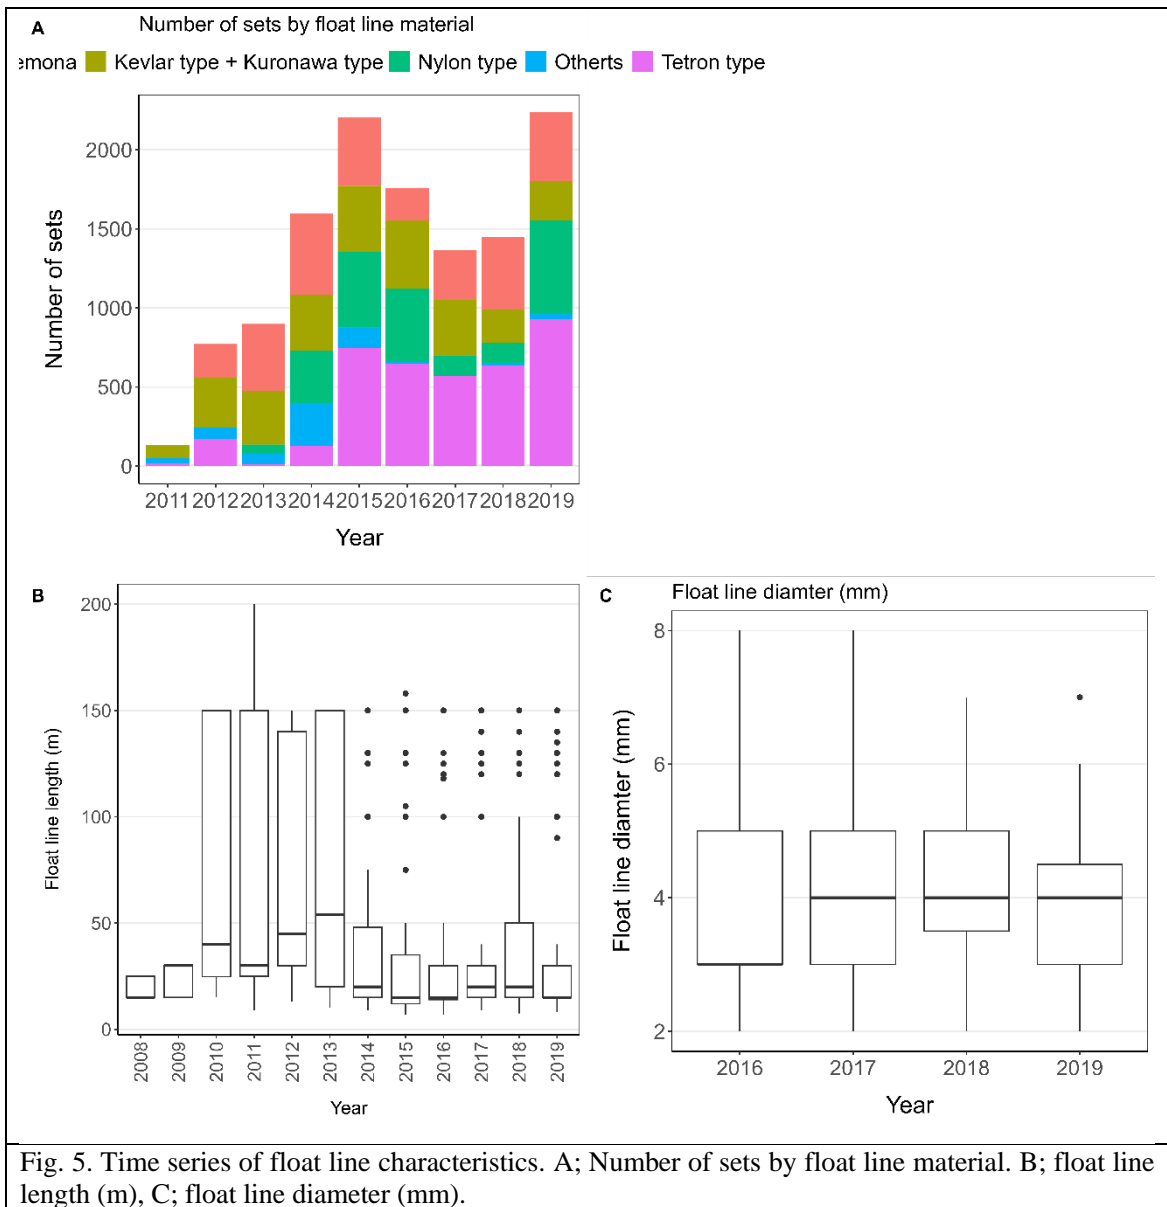 A Number of sets by float line material
emona Kevlar type + Kuronawa type Nylon type Otherts Tetron type
Number of sets
2000
1500
1000
500
0
2011 2012 2013 2014 2015 2016 2017 2018 2019
Year
B
Float line length (m)
200
150
100
50
0
2008 2009 2010 2011 2012 2013 2014 2015 2016 2017 2018 2019
Year
C Float line diamter (mm)
Float line diamter (mm)
8
6
4
2
2016 2017 2018 2019
Year
Fig. 5. Time series of float line characteristics. A; Number of sets by float line material. B; float line
length (m), C; float line diameter (mm).